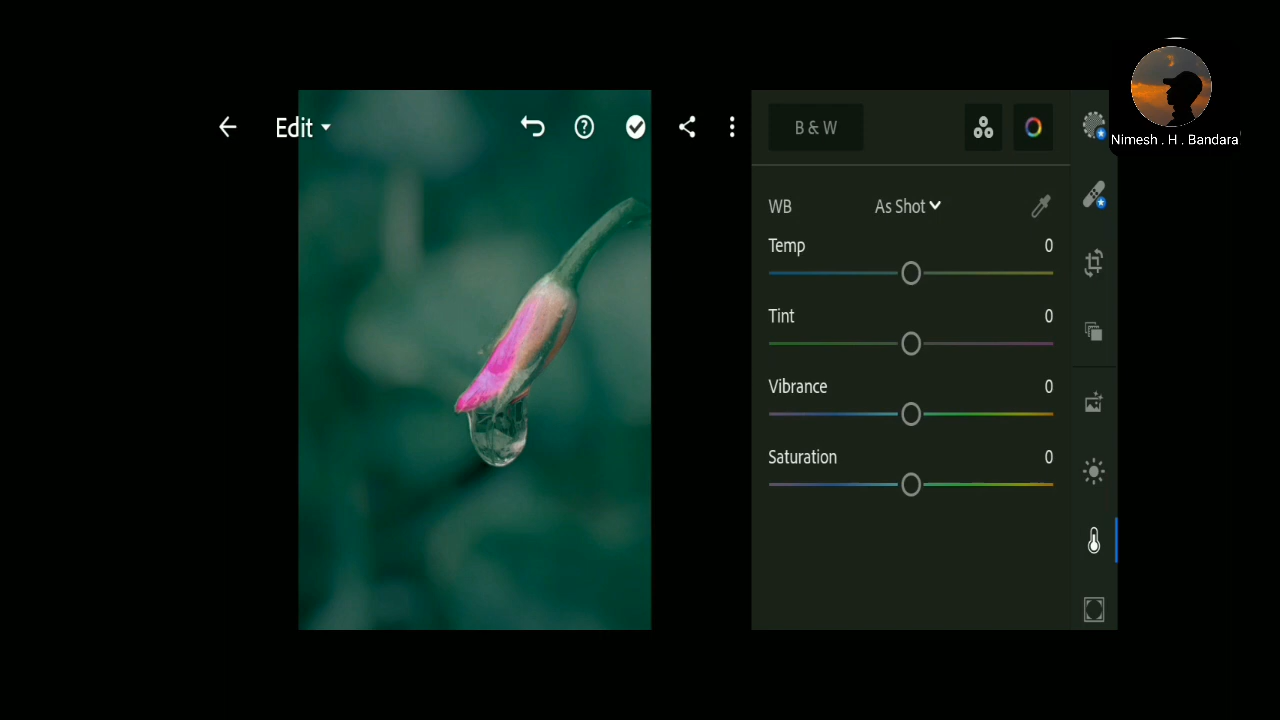 Edit
B & W
Nimesh . H . Bandara
WB As Shot
Temp 0
Tint 0
Vibrance 0
Saturation 0